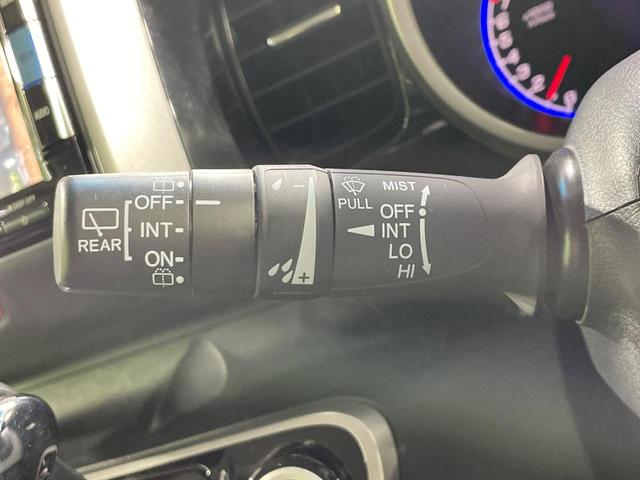 OFF
INT
REAR
ON
−
+
MIST
PULL
OFF
INT
LO
HI